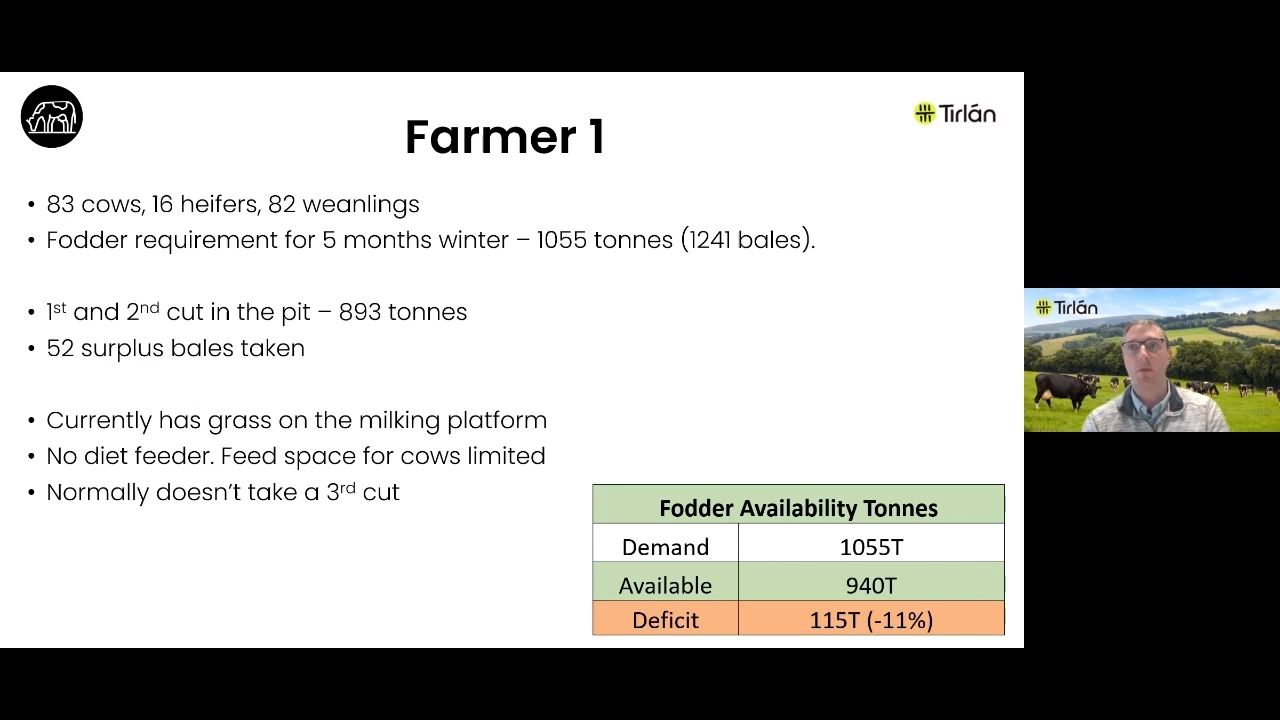 Tirlán
Farmer 1
• 83 cows, 16 heifers, 82 weanlings
• Fodder requirement for 5 months winter – 1055 tonnes (1241 bales).
• 1st and 2nd cut in the pit – 893 tonnes
• 52 surplus bales taken
• Currently has grass on the milking platform
• No diet feeder. Feed space for cows limited
• Normally doesn’t take a 3rd cut
Fodder Availability Tonnes
Demand 1055T
Available 940T
Deficit 115T (-11%)
Tirlán